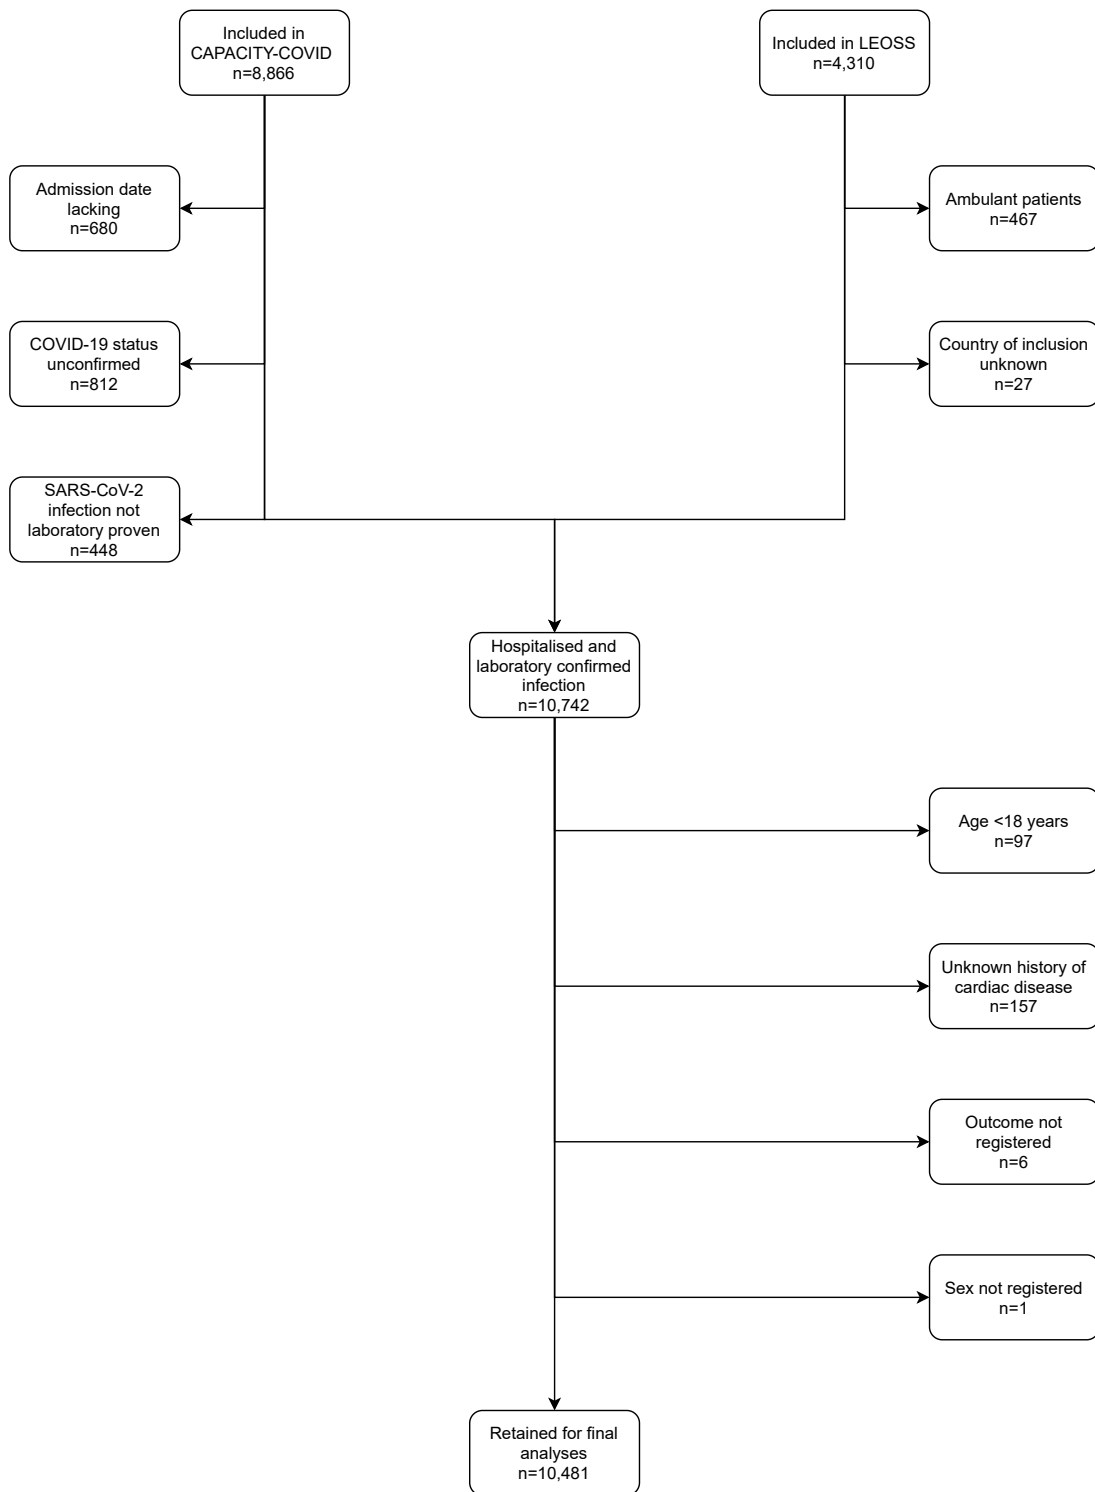 Included in
CAPACITY-COVID
n=8,866
Included in LEOSS
n=4,310
Admission date
lacking
n=680
Ambulant patients
n=467
COVID-19 status
unconfirmed
n=812
Country of inclusion
unknown
n=27
SARS-CoV-2
infection not
laboratory proven
n=448
Hospitalised and
laboratory confirmed
infection
n=10,742
Age <18 years
n=97
Unknown history of
cardiac disease
n=157
Outcome not
registered
n=6
Sex not registered
n=1
Retained for final
analyses
n=10,481